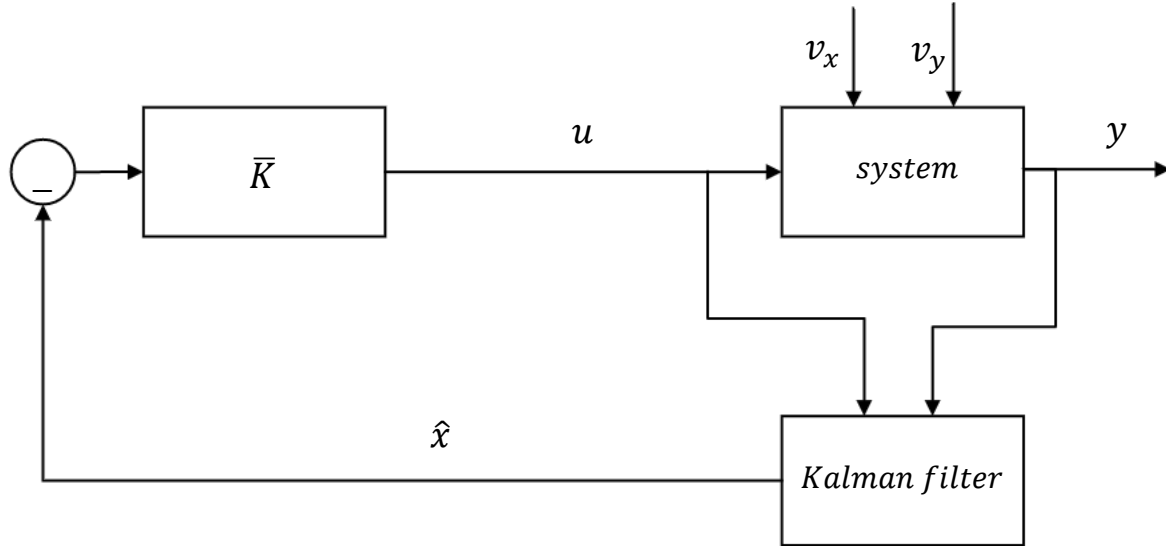 v_x
v_y
u
y
K̅
system
−
x̂
Kalman filter